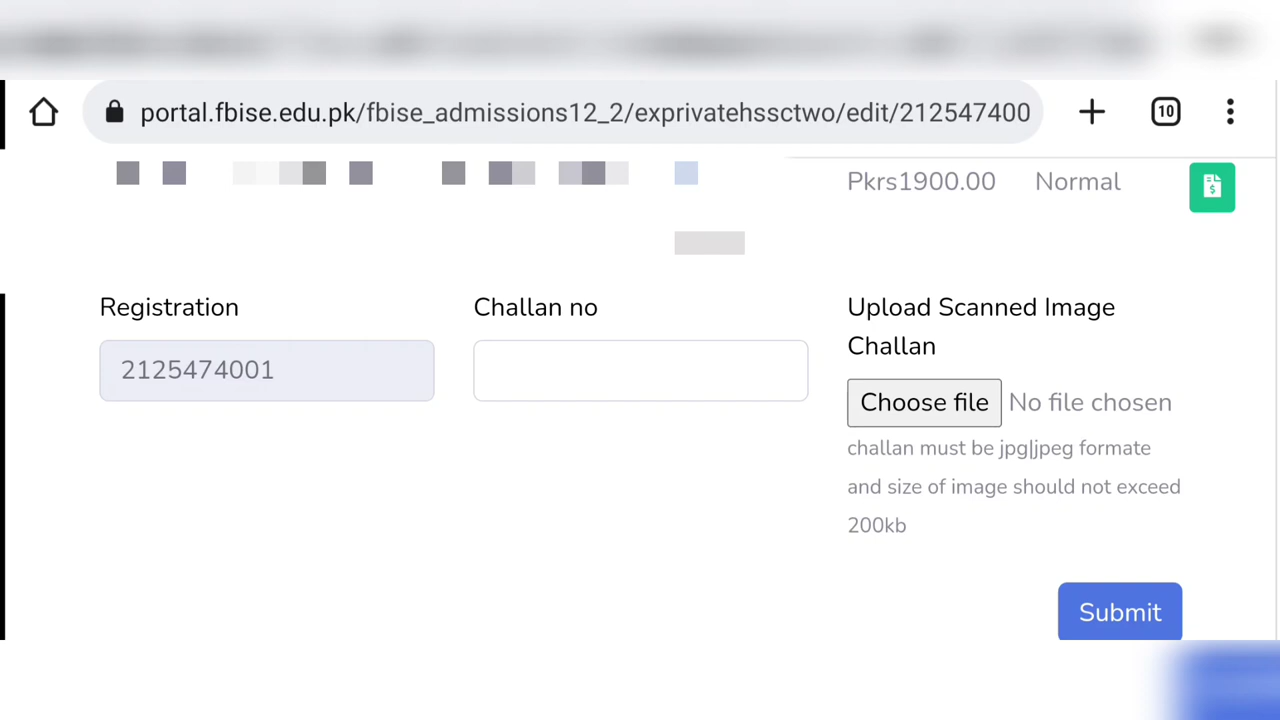 portal.fbise.edu.pk/fbise_admissions12_2/exprivatehssctwo/edit/212547400
10
Pkrs1900.00 Normal
$
Registration
Challan no
Upload Scanned Image
Challan
2125474001
Choose file No file chosen
challan must be jpg|jpeg formate
and size of image should not exceed
200kb
Submit